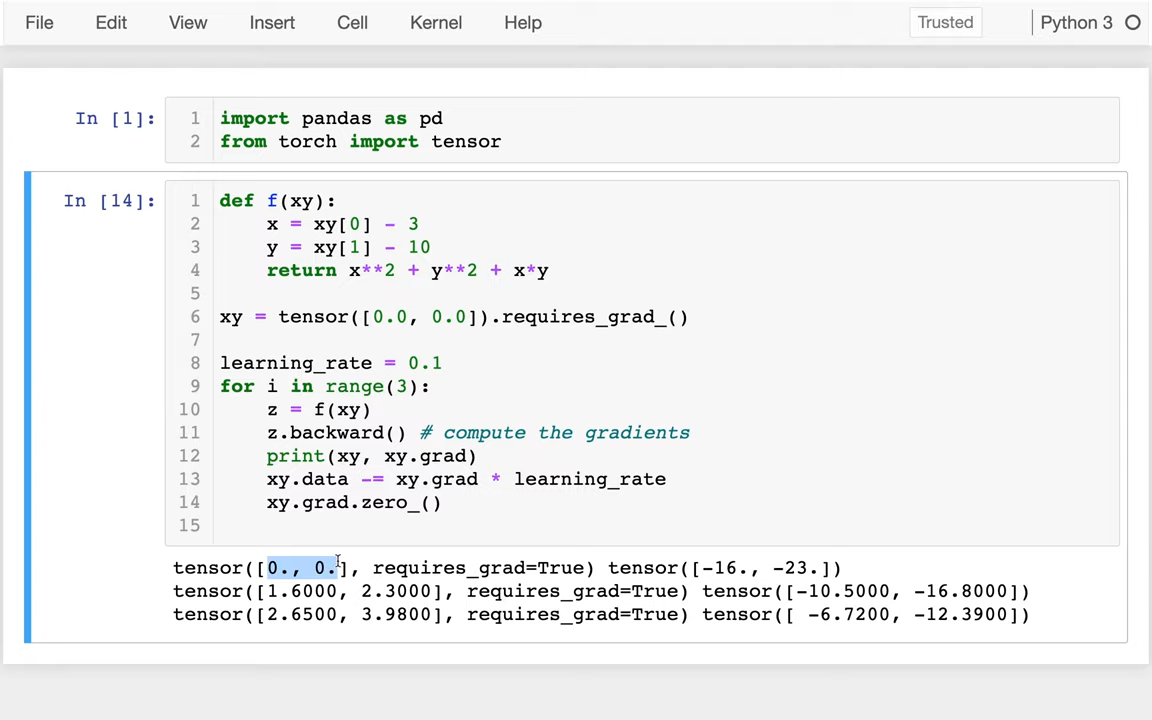 File Edit View Insert Cell Kernel Help Trusted Python 3
In [1]:
1 import pandas as pd
2 from torch import tensor
In [14]:
1 def f(xy):
2     x = xy[0] - 3
3     y = xy[1] - 10
4     return x**2 + y**2 + x*y
5
6 xy = tensor([0.0, 0.0]).requires_grad_()
7
8 learning_rate = 0.1
9 for i in range(3):
10     z = f(xy)
11     z.backward() # compute the gradients
12     print(xy, xy.grad)
13     xy.data -= xy.grad * learning_rate
14     xy.grad.zero_()
15
tensor([0., 0.], requires_grad=True) tensor([-16., -23.])
tensor([1.6000, 2.3000], requires_grad=True) tensor([-10.5000, -16.8000])
tensor([2.6500, 3.9800], requires_grad=True) tensor([ -6.7200, -12.3900])